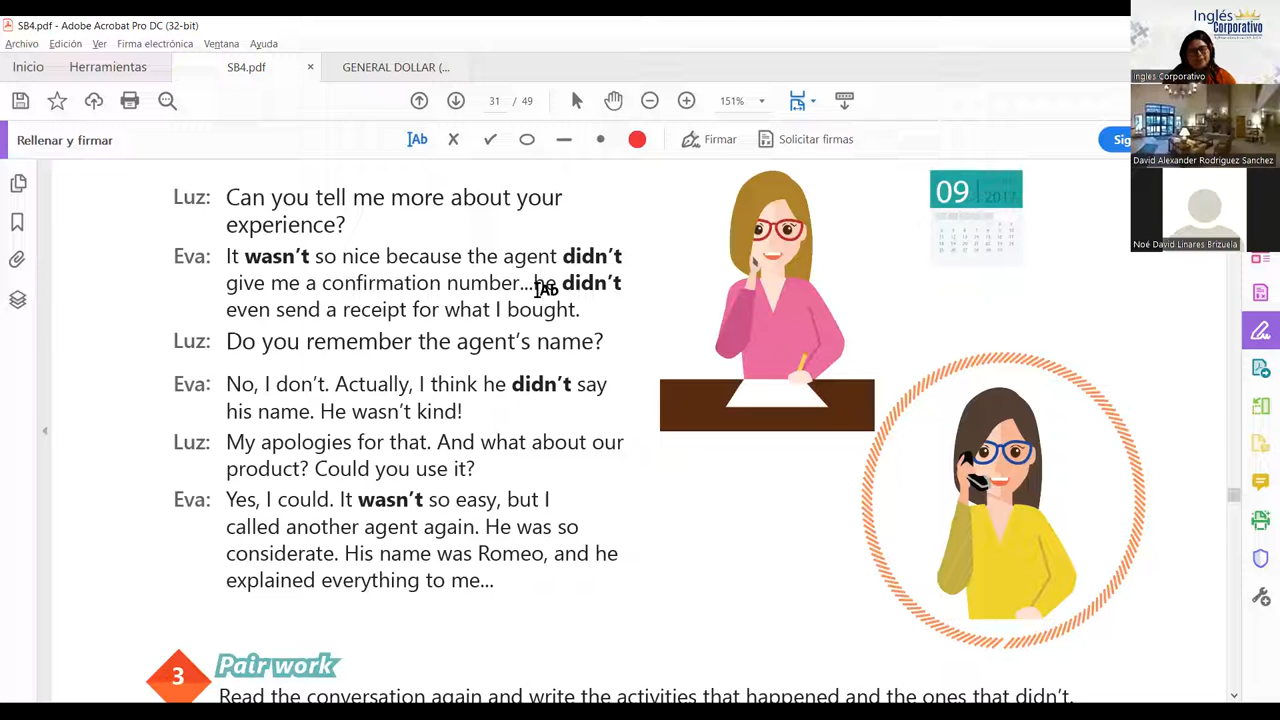 SB4.pdf - Adobe Acrobat Pro DC (32-bit)
Archivo Edición Ver Firma electrónica Ventana Ayuda
Inicio Herramientas SB4.pdf × GENERAL DOLLAR (...
31 / 49 151%
Rellenar y firmar Ab Firmar Solicitar firmas Sig
Inglés
Corporativo
Ingles Corporativo
David Alexander Rodriguez Sanchez
Noé David Linares Brizuela
09 2017
Luz: Can you tell me more about your
experience?
Eva: It wasn't so nice because the agent didn't
give me a confirmation number...he didn't
even send a receipt for what I bought.
Luz: Do you remember the agent's name?
Eva: No, I don't. Actually, I think he didn't say
his name. He wasn't kind!
Luz: My apologies for that. And what about our
product? Could you use it?
Eva: Yes, I could. It wasn't so easy, but I
called another agent again. He was so
considerate. His name was Romeo, and he
explained everything to me...
3 Pair work
Read the conversation again and write the activities that happened and the ones that didn't.